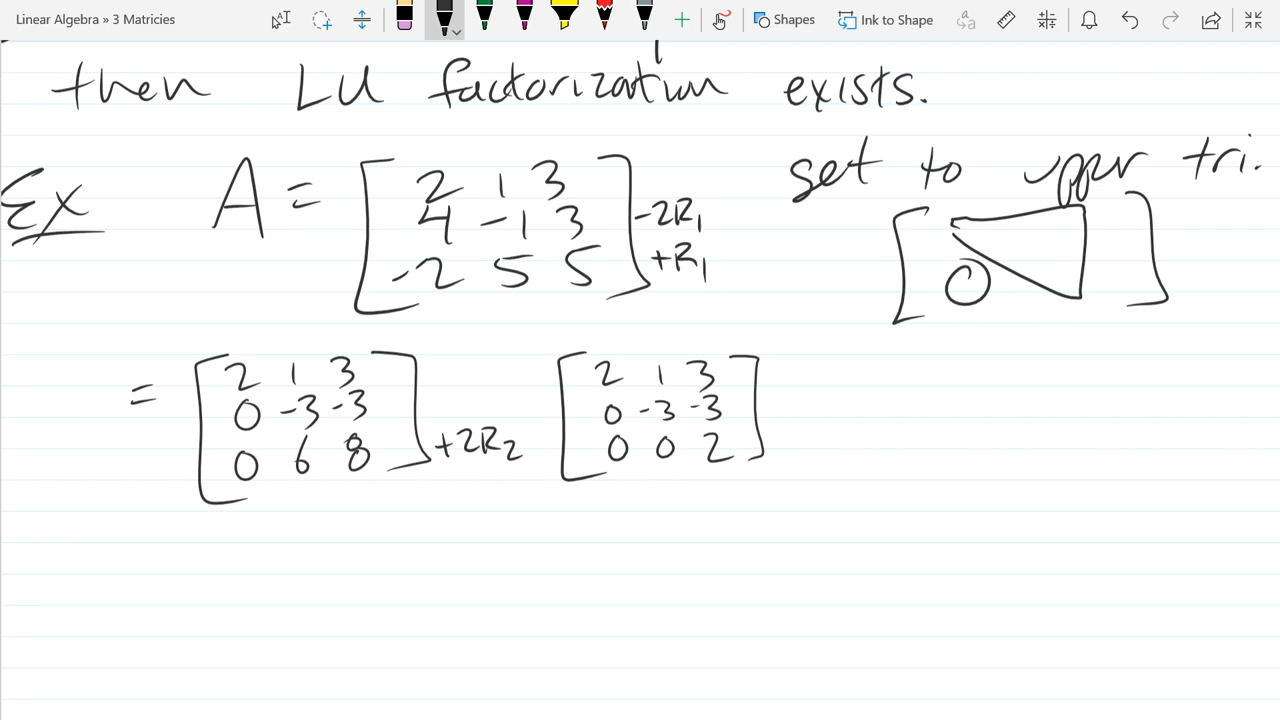 Linear Algebra » 3 Matricies Shapes Ink to Shape
then LU factorization exists.
Ex A = [ 2 1 3 set to upper tri.
4 -1 3 -2R1
-2 5 5 ] +R1 [ 0 ]
= [ 2 1 3 [ 2 1 3
0 -3 -3 0 -3 -3
0 6 8 ] +2R2 0 0 2 ]